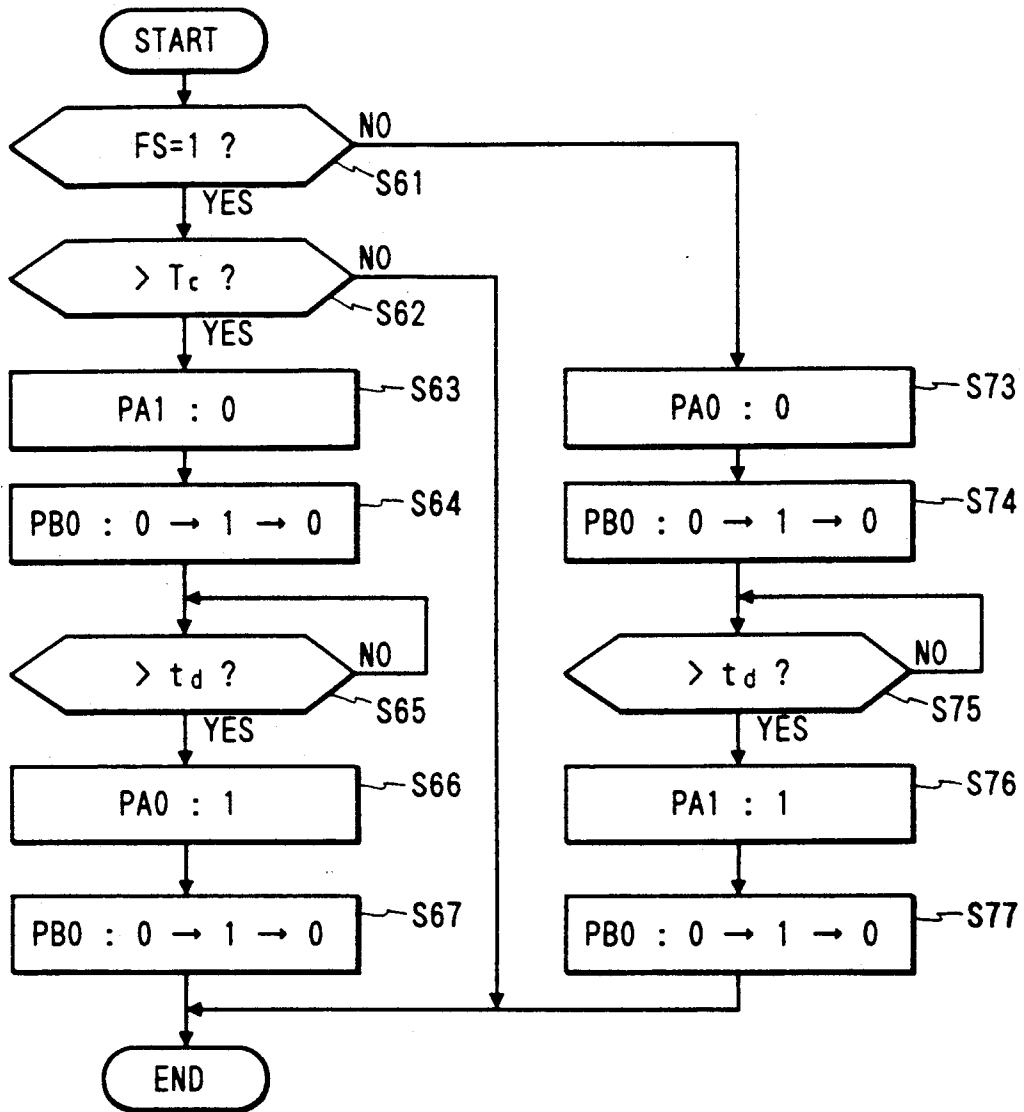 START
FS=1 ?
NO
S61
YES
> Tc ?
NO
S62
YES
PA1 : 0
S63
PB0 : 0 → 1 → 0
S64
> td ?
NO
S65
YES
PA0 : 1
S66
PB0 : 0 → 1 → 0
S67
PA0 : 0
S73
PB0 : 0 → 1 → 0
S74
> td ?
NO
S75
YES
PA1 : 1
S76
PB0 : 0 → 1 → 0
S77
END